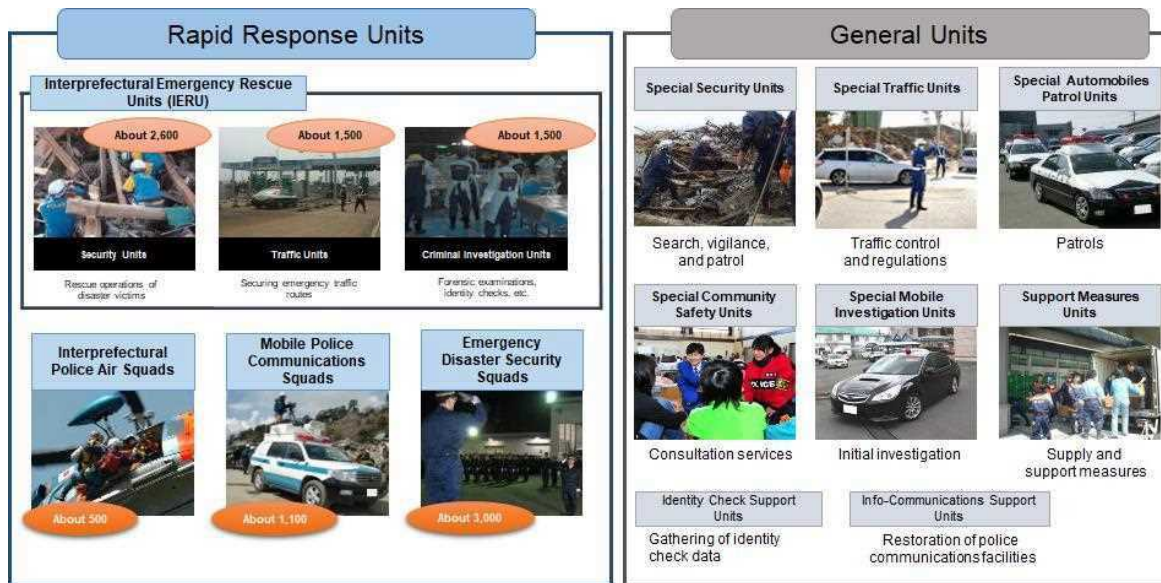 Rapid Response Units
Interprefectural Emergency Rescue
Units (IERU)
About 2,600
About 1,500
About 1,500
Security Units
Traffic Units
Criminal Investigation Units
Rescue operations of
disaster victims
Securing emergency traffic
routes
Forensic examinations,
identity checks, etc.
Interprefectural
Police Air Squads
Mobile Police
Communications
Squads
Emergency
Disaster Security
Squads
About 500
About 1,100
About 3,000
General Units
Special Security Units
Special Traffic Units
Special Automobiles
Patrol Units
Search, vigilance,
and patrol
Traffic control
and regulations
Patrols
Special Community
Safety Units
Special Mobile
Investigation Units
Support Measures
Units
Consultation services
Initial investigation
Supply and
support measures
Identity Check Support
Units
Info-Communications Support
Units
Gathering of identity
check data
Restoration of police
communications facilities